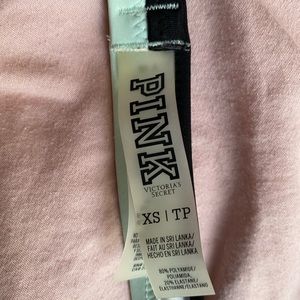 PINK
VICTORIA'S
SECRET
XS | TP
MADE IN SRI LANKA/
FAIT AU SRI LANKA/
HECHO EN SRI LANKA
80% POLYAMIDE/
POLIAMIDA,
20% ELASTANE/
ELASTHANNE/ELASTANO